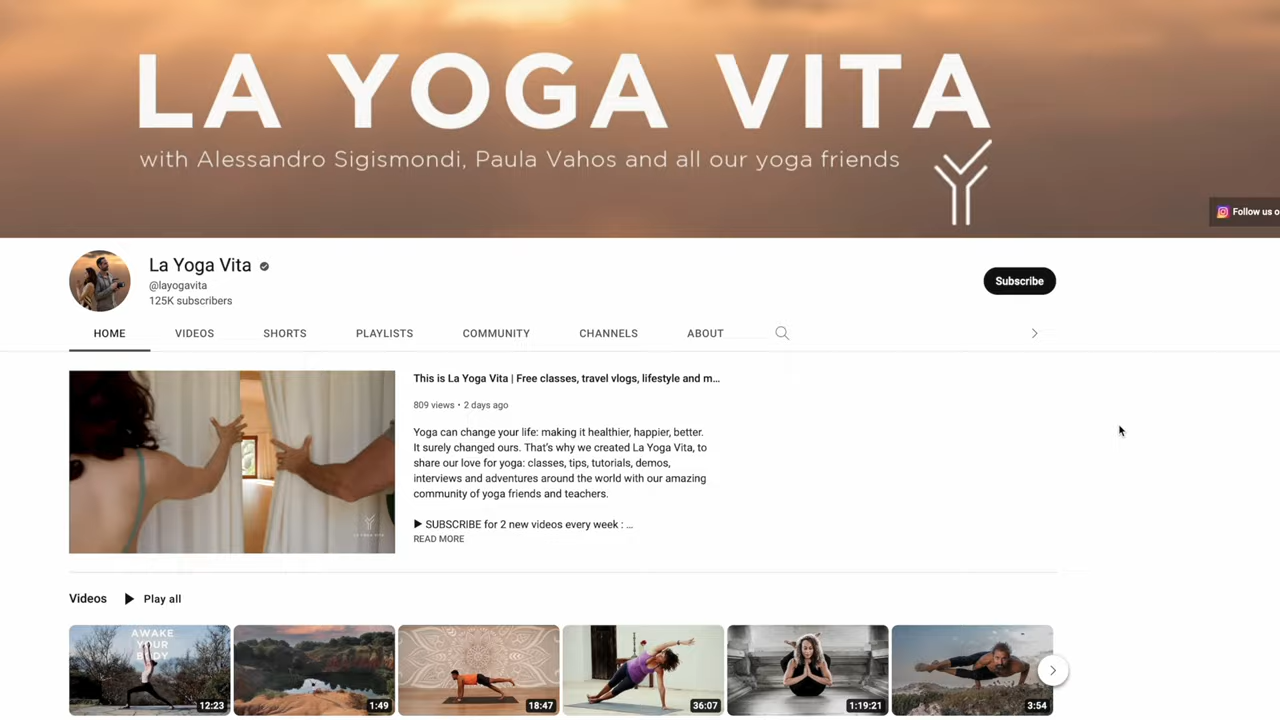 LA YOGA VITA
with Alessandro Sigismondi, Paula Vahos and all our yoga friends
Follow us o
La Yoga Vita
@layogavita
125K subscribers
Subscribe
HOME VIDEOS SHORTS PLAYLISTS COMMUNITY CHANNELS ABOUT
This is La Yoga Vita | Free classes, travel vlogs, lifestyle and m...
809 views • 2 days ago
Yoga can change your life: making it healthier, happier, better.
It surely changed ours. That's why we created La Yoga Vita, to
share our love for yoga: classes, tips, tutorials, demos,
interviews and adventures around the world with our amazing
community of yoga friends and teachers.
▶ SUBSCRIBE for 2 new videos every week : ...
READ MORE
LA YOGA VITA
Videos ▶ Play all
AWAKE
YOUR
BODY
12:23 1:49 18:47 36:07 1:19:21 3:54